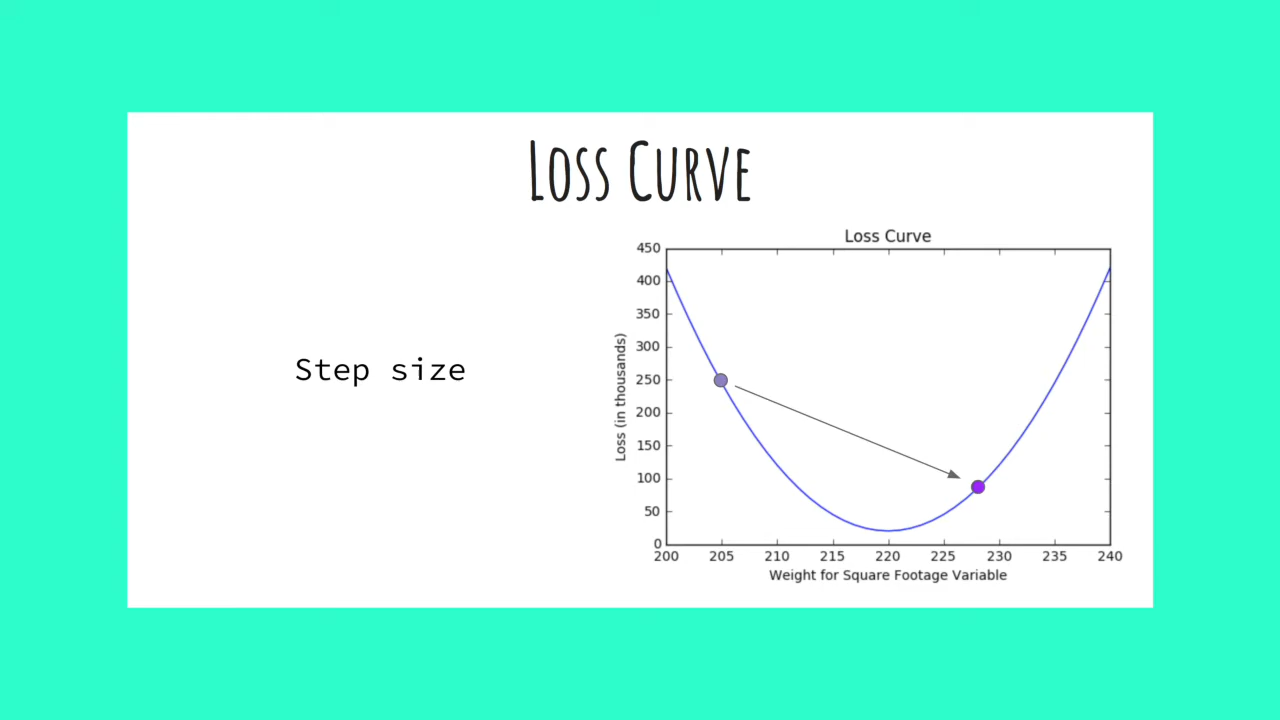 Loss Curve
Step size
Loss Curve
Loss (in thousands)
450
400
350
300
250
200
150
100
50
0
200 205 210 215 220 225 230 235 240
Weight for Square Footage Variable